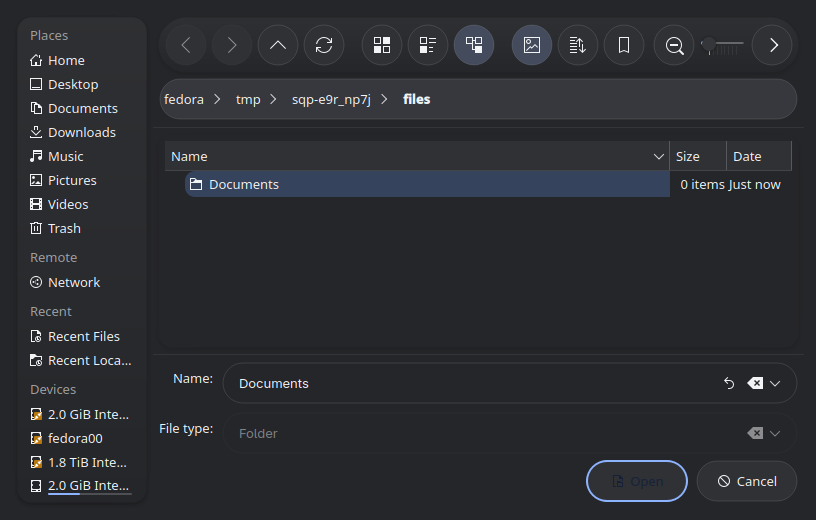 Places
Home
Desktop
Documents
Downloads
Music
Pictures
Videos
Trash
Remote
Network
Recent
Recent Files
Recent Loca...
Devices
2.0 GiB Inte...
fedora00
1.8 TiB Inte...
2.0 GiB Inte...
fedora > tmp > sqp-e9r_np7j > files
Name Size Date
Documents 0 items Just now
Name: Documents
File type: Folder
Open Cancel